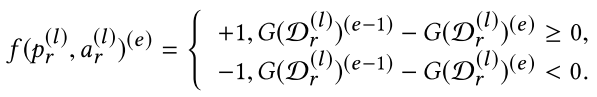 f(p_r^{(l)}, a_r^{(l)})^{(e)} = { +1, G(𝒟_r^{(l)})^{(e−1)} − G(𝒟_r^{(l)})^{(e)} ≥ 0,
−1, G(𝒟_r^{(l)})^{(e−1)} − G(𝒟_r^{(l)})^{(e)} < 0.